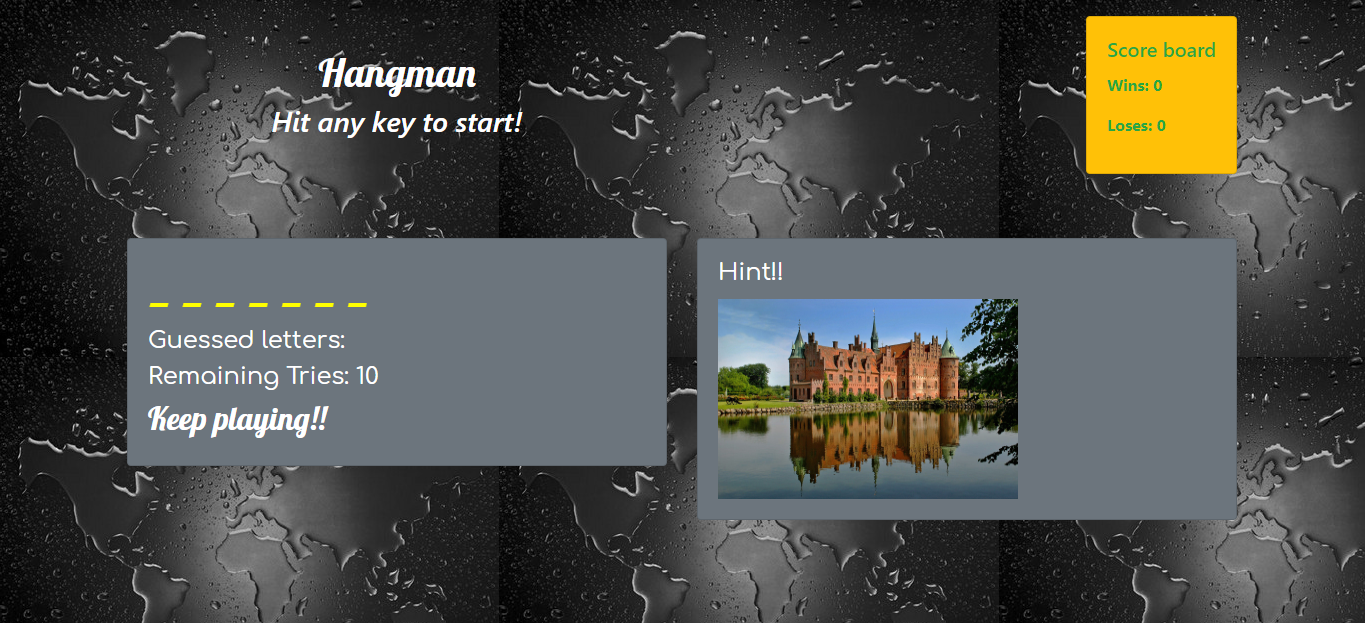 Hangman
Hit any key to start!
Score board
Wins: 0
Loses: 0
_ _ _ _ _ _ _
Guessed letters:
Remaining Tries: 10
Keep playing!!
Hint!!